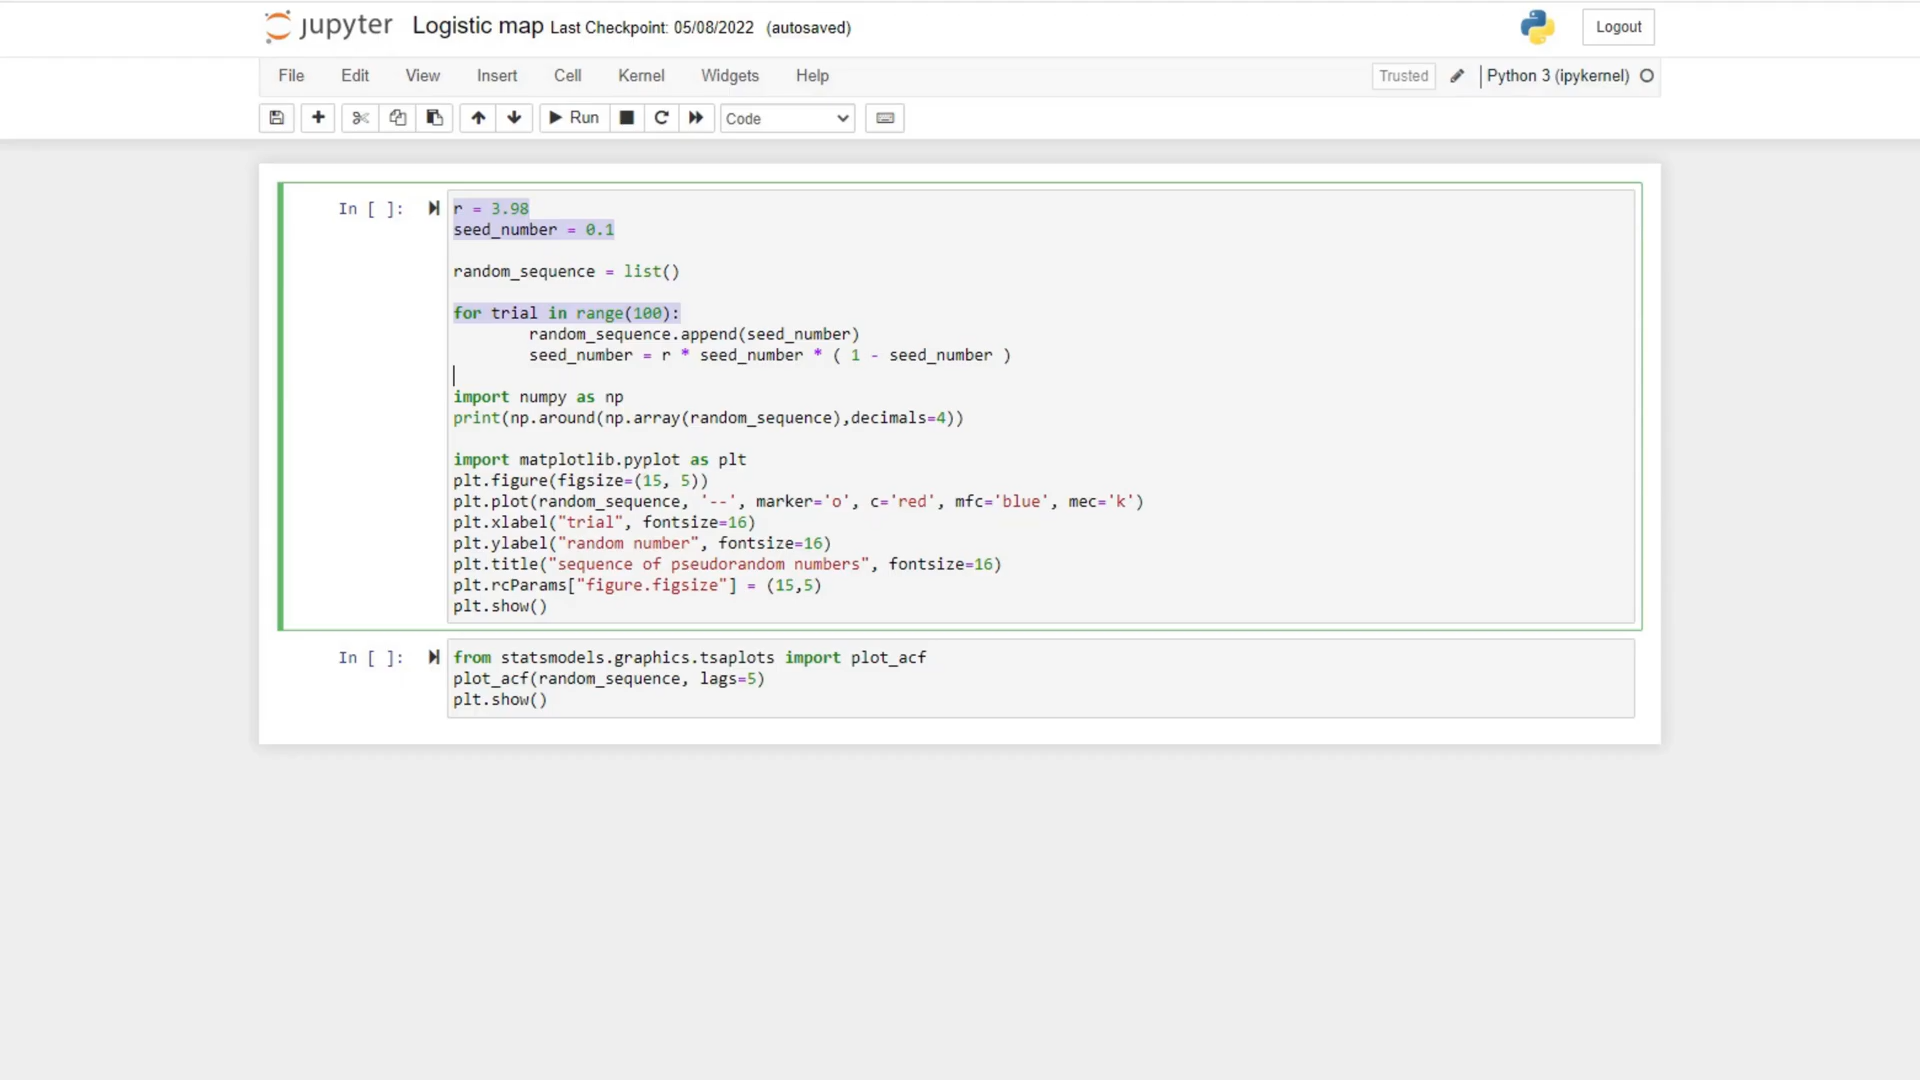 jupyter Logistic map Last Checkpoint: 05/08/2022 (autosaved) Logout
File Edit View Insert Cell Kernel Widgets Help Trusted Python 3 (ipykernel)
Run Code
In [ ]: r = 3.98
seed_number = 0.1
random_sequence = list()
for trial in range(100):
        random_sequence.append(seed_number)
        seed_number = r * seed_number * ( 1 - seed_number )
import numpy as np
print(np.around(np.array(random_sequence),decimals=4))
import matplotlib.pyplot as plt
plt.figure(figsize=(15, 5))
plt.plot(random_sequence, '--', marker='o', c='red', mfc='blue', mec='k')
plt.xlabel("trial", fontsize=16)
plt.ylabel("random number", fontsize=16)
plt.title("sequence of pseudorandom numbers", fontsize=16)
plt.rcParams["figure.figsize"] = (15,5)
plt.show()
In [ ]: from statsmodels.graphics.tsaplots import plot_acf
plot_acf(random_sequence, lags=5)
plt.show()